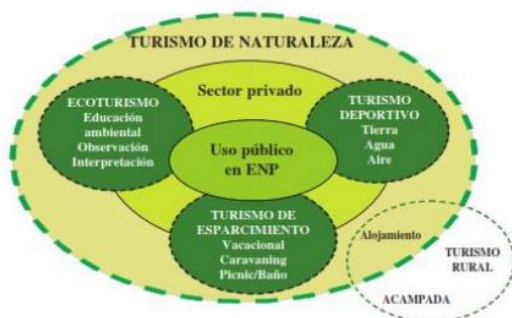 TURISMO DE NATURALEZA
Sector privado
ECOTURISMO
Educación
ambiental
Observación
Interpretación
TURISMO
DEPORTIVO
Tierra
Agua
Aire
Uso público
en ENP
TURISMO DE
ESPARCIMIENTO
Vacacional
Caravaning
Picnic/Baño
Alojamiento
TURISMO
RURAL
ACAMPADA